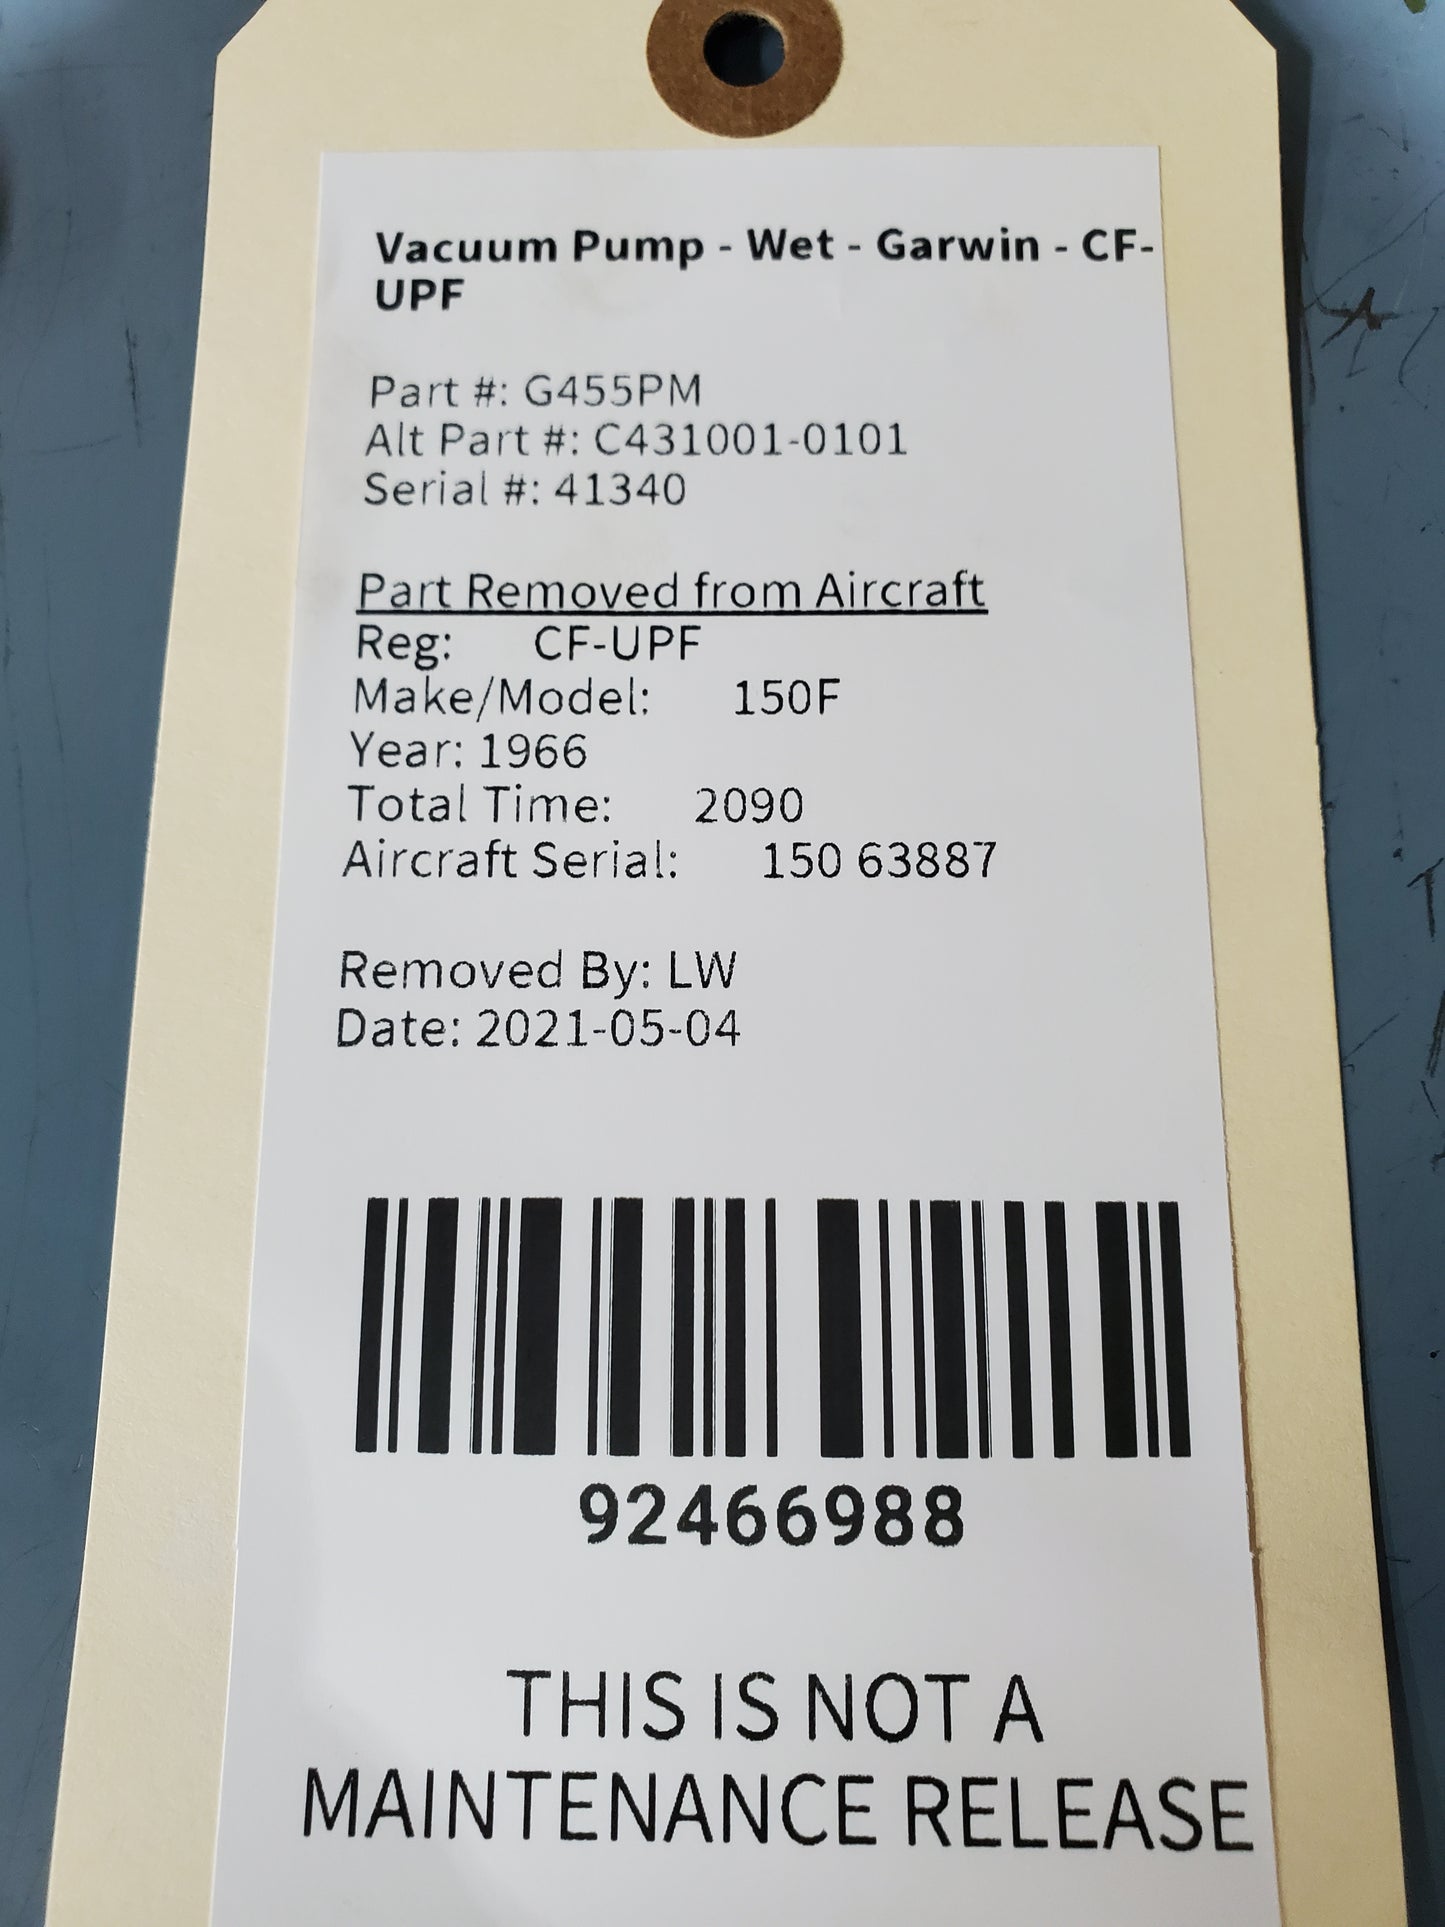 Vacuum Pump - Wet - Garwin - CF-
UPF
Part #: G455PM
Alt Part #: C431001-0101
Serial #: 41340
Part Removed from Aircraft
Reg: CF-UPF
Make/Model: 150F
Year: 1966
Total Time: 2090
Aircraft Serial: 150 63887
Removed By: LW
Date: 2021-05-04
92466988
THIS IS NOT A
MAINTENANCE RELEASE